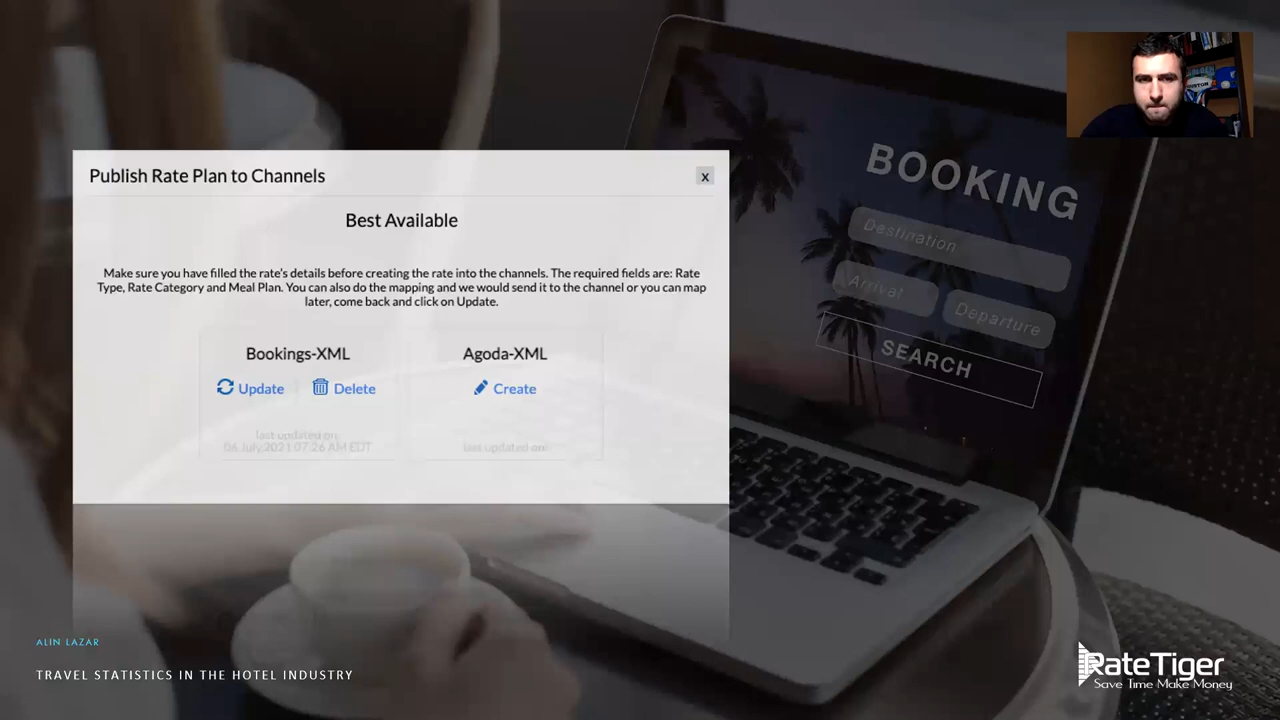 Publish Rate Plan to Channels
x
Best Available
Make sure you have filled the rate's details before creating the rate into the channels. The required fields are: Rate
Type, Rate Category and Meal Plan. You can also do the mapping and we would send it to the channel or you can map
later, come back and click on Update.
Bookings-XML
Update
Delete
last updated on:
06 July,2021 07:26 AM EDT
Agoda-XML
Create
last updated on:
BOOKING
Destination
Arrival
Departure
SEARCH
ALIN LAZAR
TRAVEL STATISTICS IN THE HOTEL INDUSTRY
RateTiger
Save Time Make Money